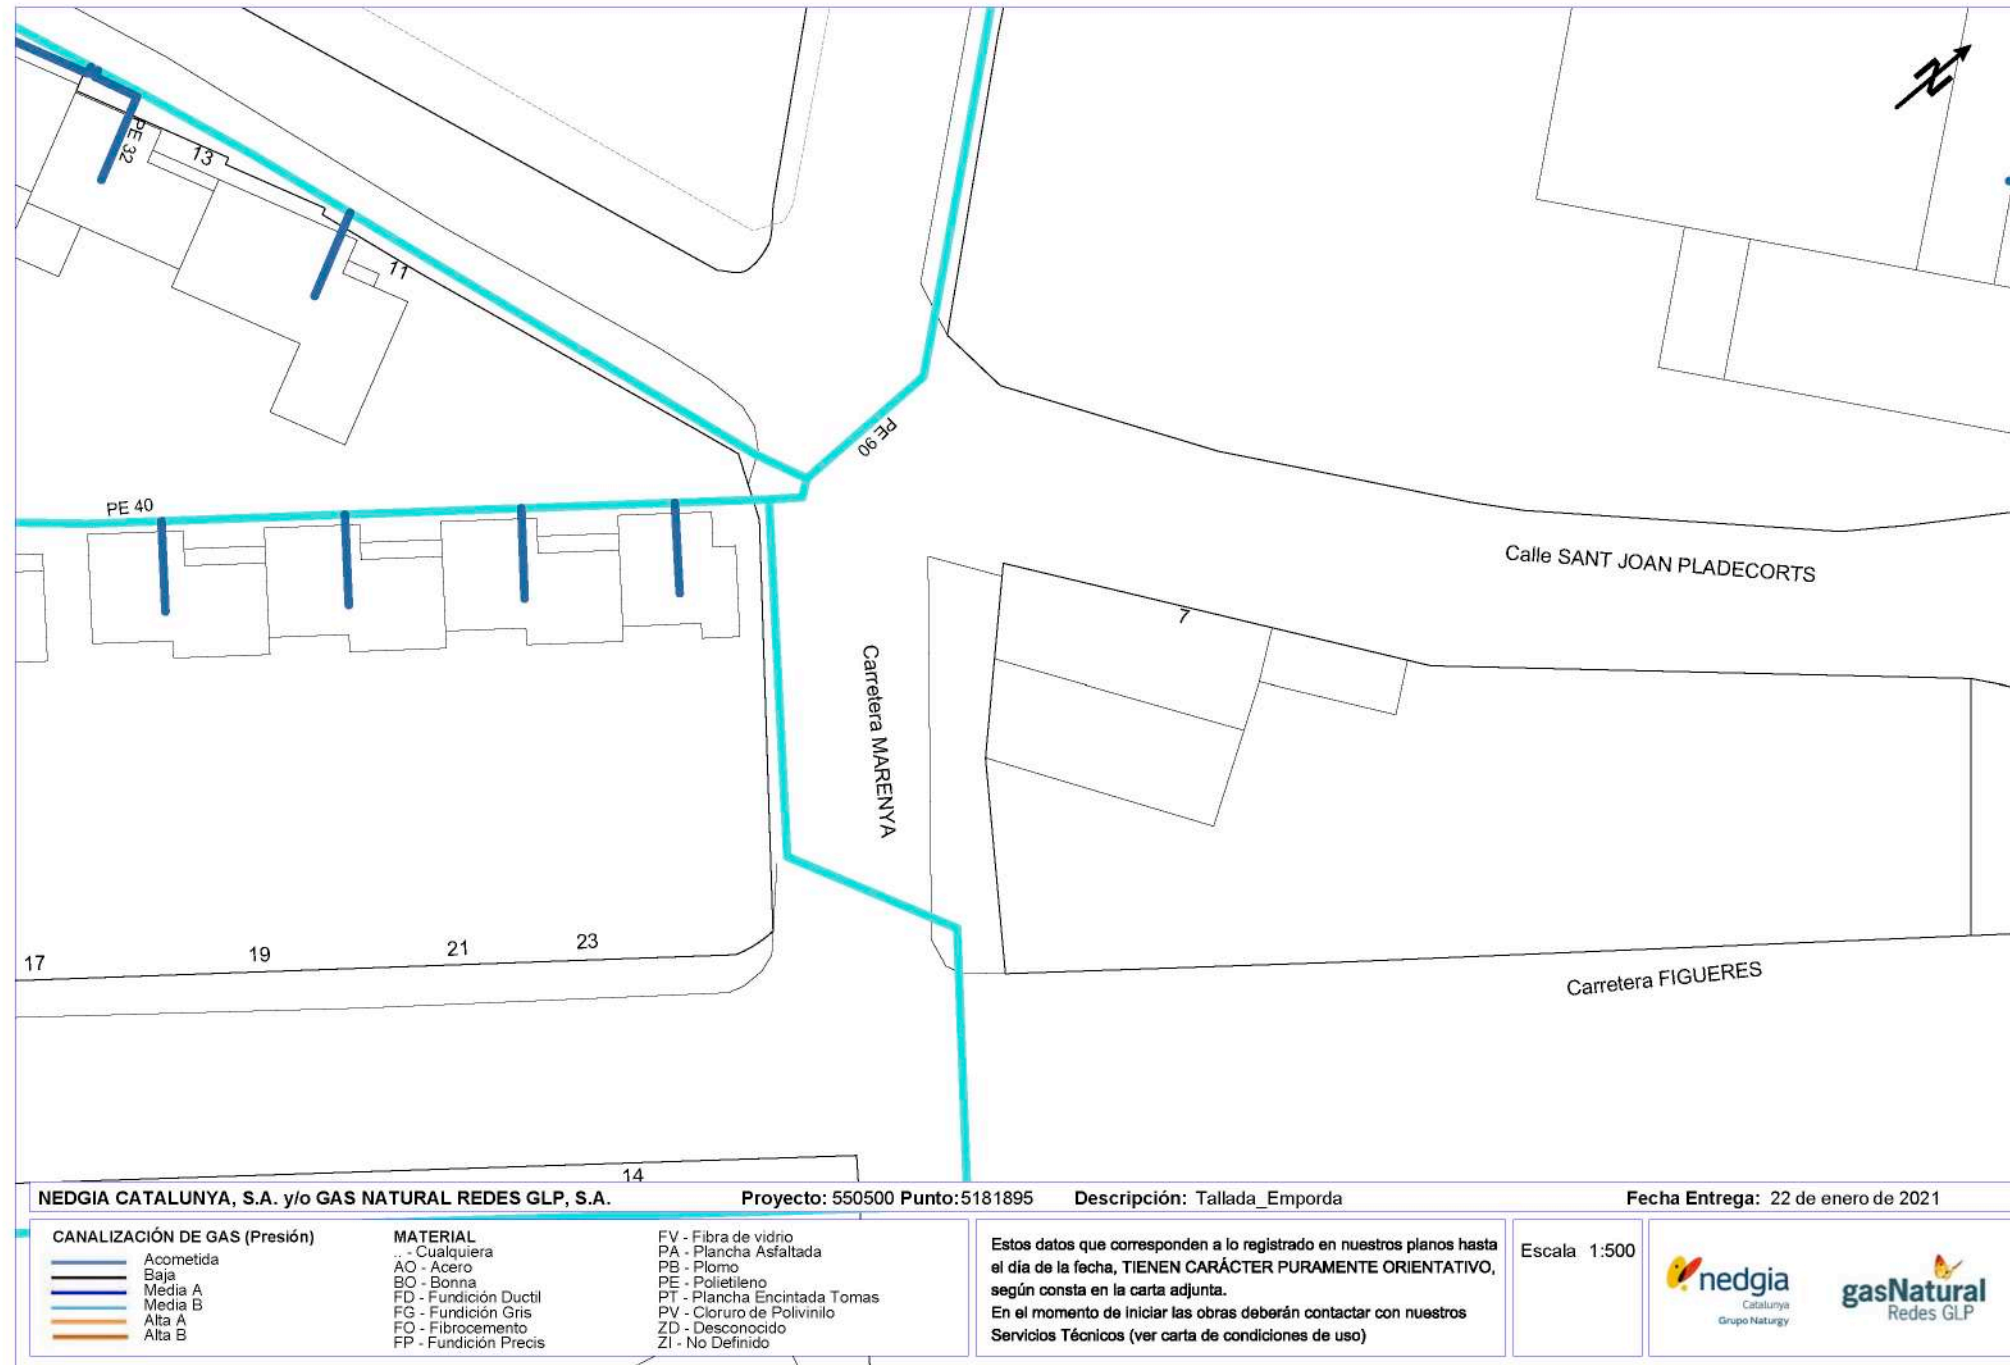 N
PE 32
13
11
PE 90
PE 40
Calle SANT JOAN PLADECORTS
7
Carretera MARENYA
17
19
21
23
Carretera FIGUERES
14
NEDGIA CATALUNYA, S.A. y/o GAS NATURAL REDES GLP, S.A. Proyecto: 550500 Punto:5181895 Descripción: Tallada_Emporda Fecha Entrega: 22 de enero de 2021
CANALIZACIÓN DE GAS (Presión)
Acometida
Baja
Media A
Media B
Alta A
Alta B
MATERIAL
.. - Cualquiera
AO - Acero
BO - Bonna
FD - Fundición Ductil
FG - Fundición Gris
FO - Fibrocemento
FP - Fundición Precis
FV - Fibra de vidrio
PA - Plancha Asfaltada
PB - Plomo
PE - Polietileno
PT - Plancha Encintada Tomas
PV - Cloruro de Polivinilo
ZD - Desconocido
ZI - No Definido
Estos datos que corresponden a lo registrado en nuestros planos hasta
el día de la fecha, TIENEN CARÁCTER PURAMENTE ORIENTATIVO,
según consta en la carta adjunta.
En el momento de iniciar las obras deberán contactar con nuestros
Servicios Técnicos (ver carta de condiciones de uso)
Escala 1:500
nedgia
Catalunya
Grupo Naturgy
gasNatural
Redes GLP